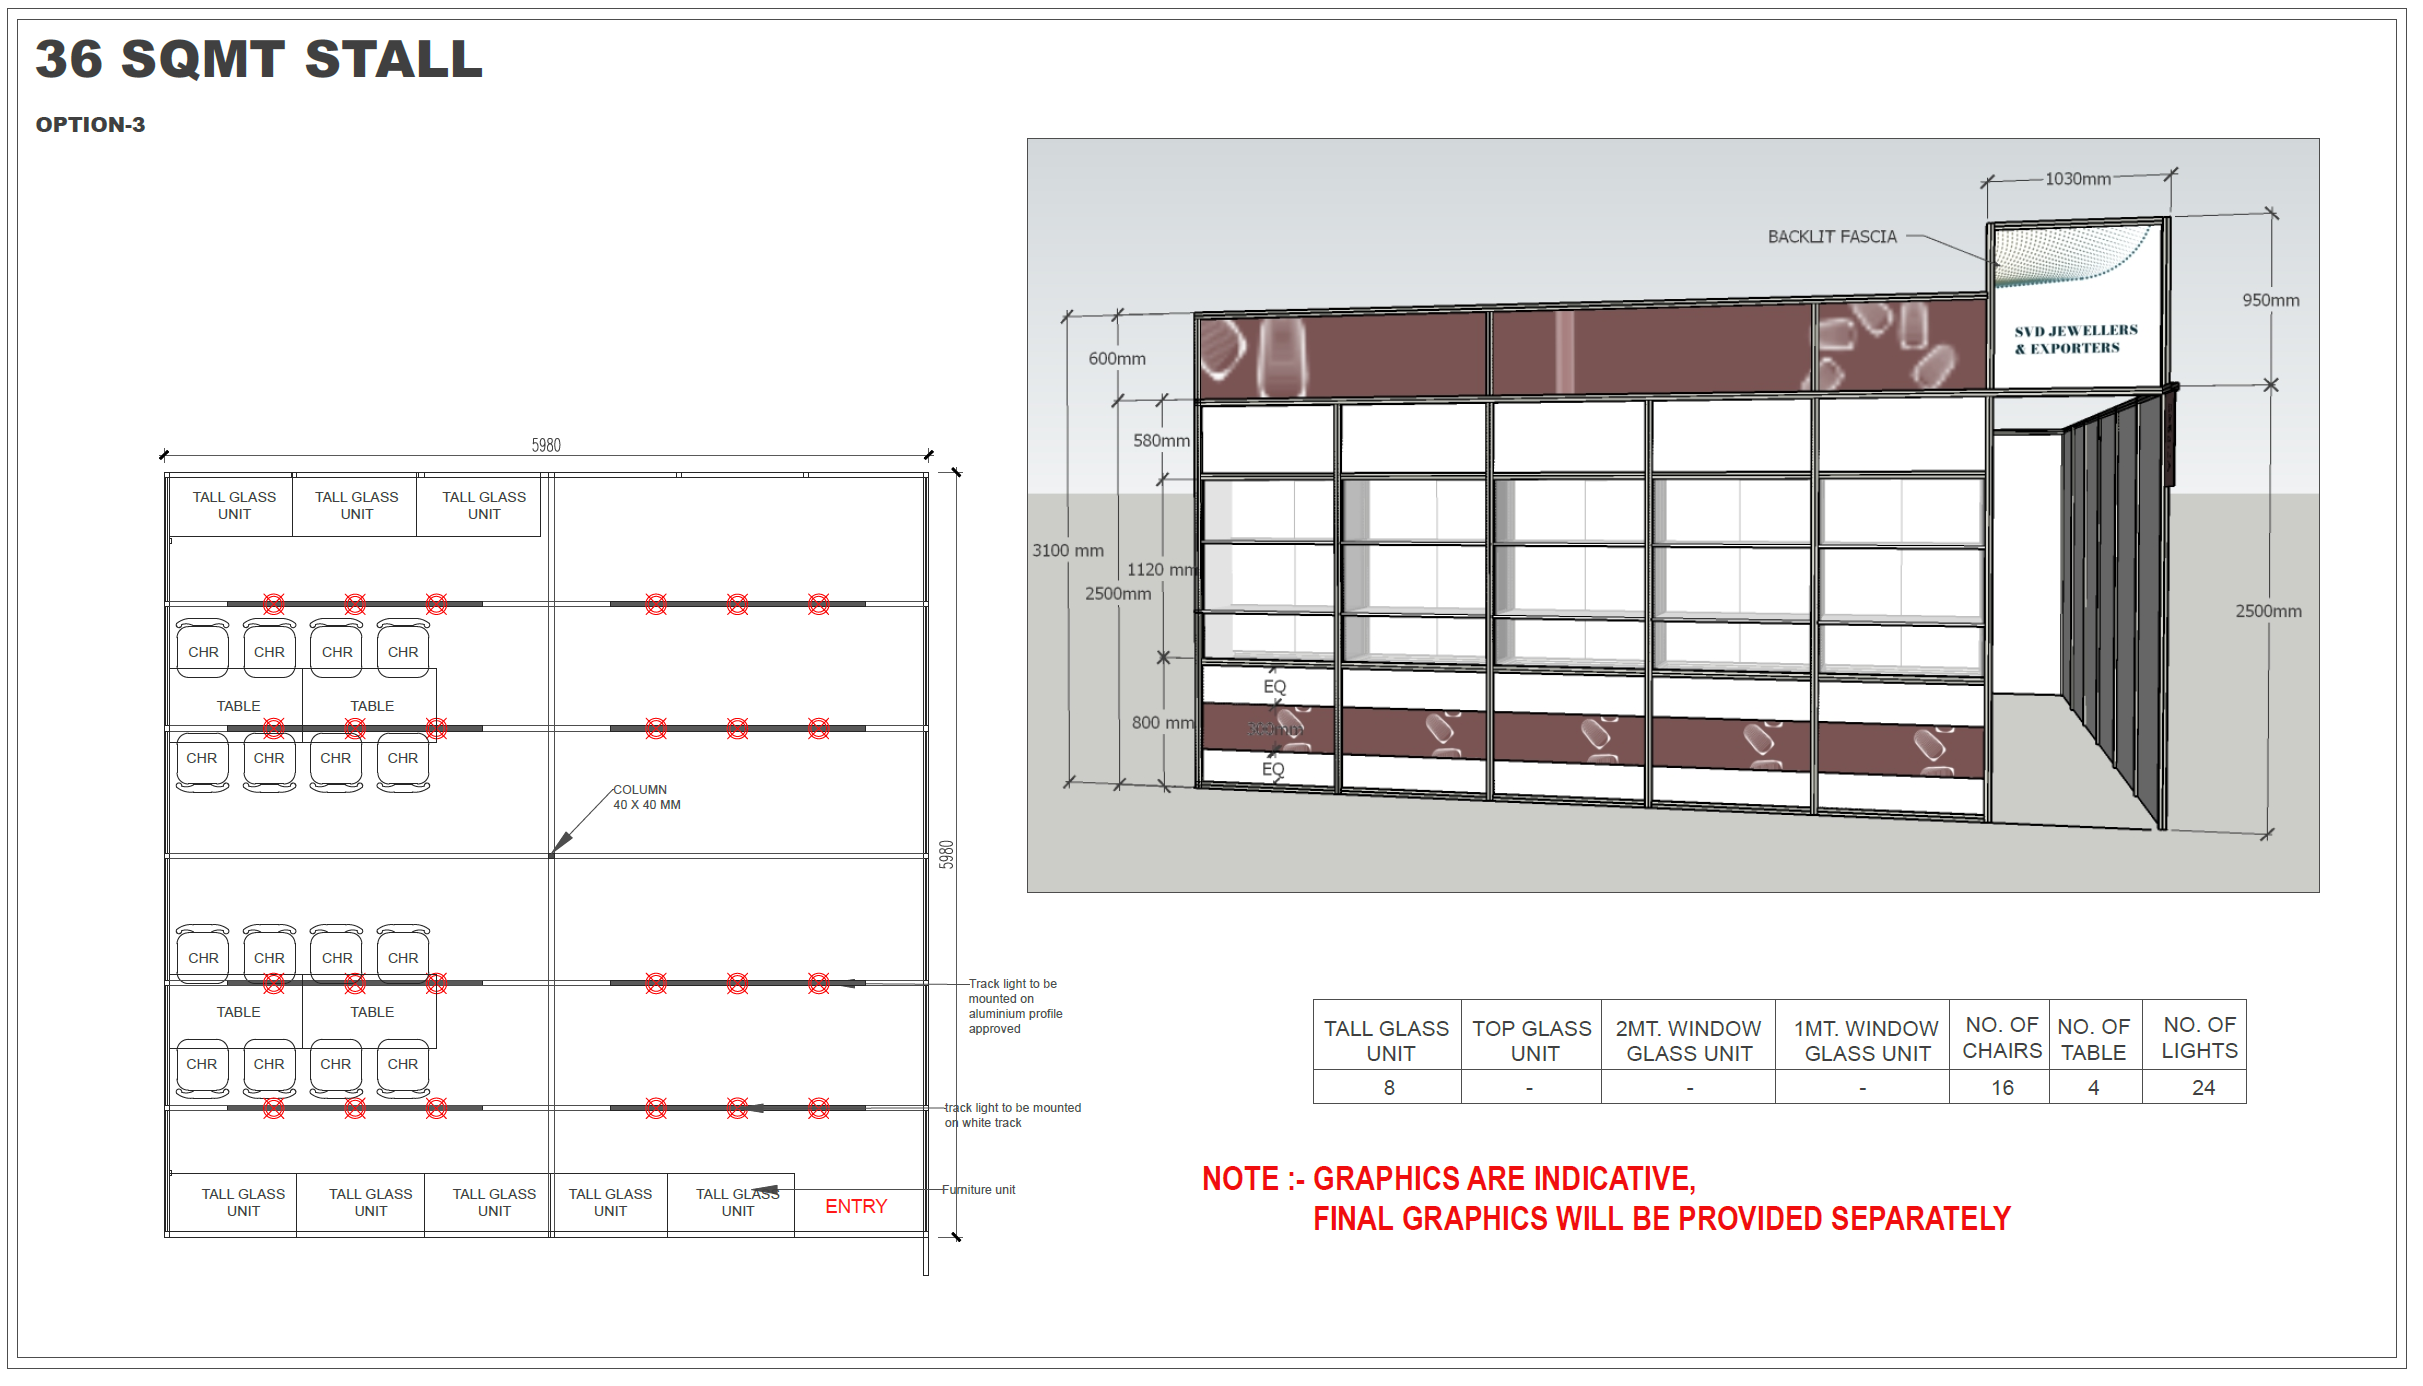 36 SQMT STALL
OPTION-3
1030mm
BACKLIT FASCIA
950mm
SVD JEWELLERS
& EXPORTERS
600mm
580mm
3100 mm
1120 mm
2500mm
2500mm
EQ
800 mm
EQ
5980
TALL GLASS
UNIT
TALL GLASS
UNIT
TALL GLASS
UNIT
CHR
CHR
CHR
CHR
TABLE
TABLE
CHR
CHR
CHR
CHR
COLUMN
40 X 40 MM
5980
CHR
CHR
CHR
CHR
TABLE
TABLE
CHR
CHR
CHR
CHR
Track light to be
mounted on
aluminium profile
approved
track light to be mounted
on white track
TALL GLASS
UNIT
TALL GLASS
UNIT
TALL GLASS
UNIT
TALL GLASS
UNIT
TALL GLASS
UNIT
ENTRY
Furniture unit
TALL GLASS
UNIT
TOP GLASS
UNIT
2MT. WINDOW
GLASS UNIT
1MT. WINDOW
GLASS UNIT
NO. OF
CHAIRS
NO. OF
TABLE
NO. OF
LIGHTS
8
-
-
-
16
4
24
NOTE :- GRAPHICS ARE INDICATIVE,
FINAL GRAPHICS WILL BE PROVIDED SEPARATELY